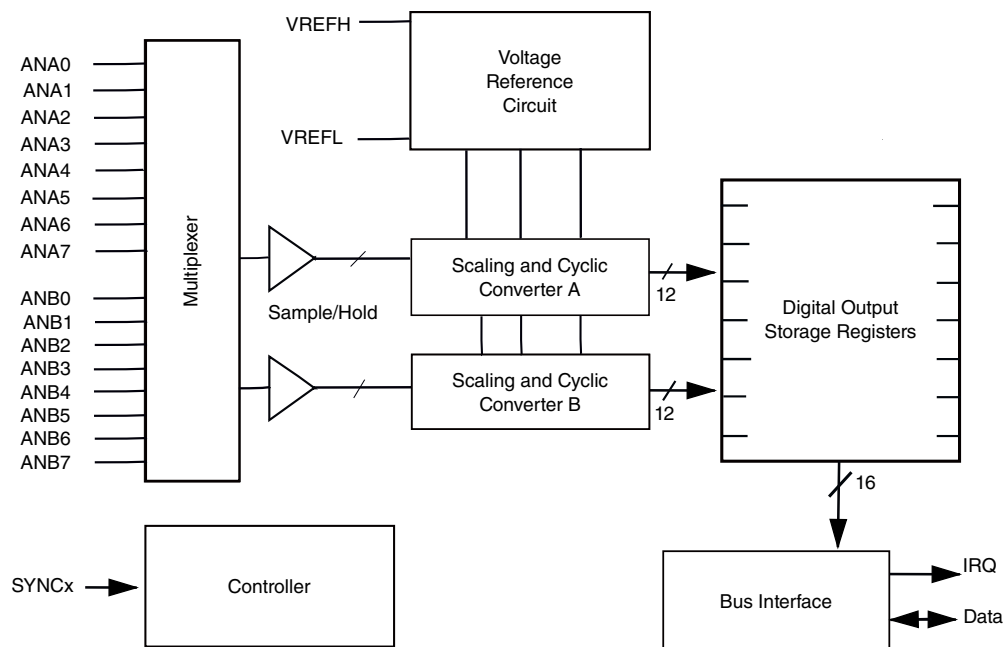 VREFH
Voltage
Reference
Circuit
VREFL
ANA0
ANA1
ANA2
ANA3
ANA4
ANA5
ANA6
ANA7
ANB0
ANB1
ANB2
ANB3
ANB4
ANB5
ANB6
ANB7
Multiplexer
Sample/Hold
Scaling and Cyclic
Converter A
12
Scaling and Cyclic
Converter B
12
Digital Output
Storage Registers
16
SYNCx
Controller
Bus Interface
IRQ
Data